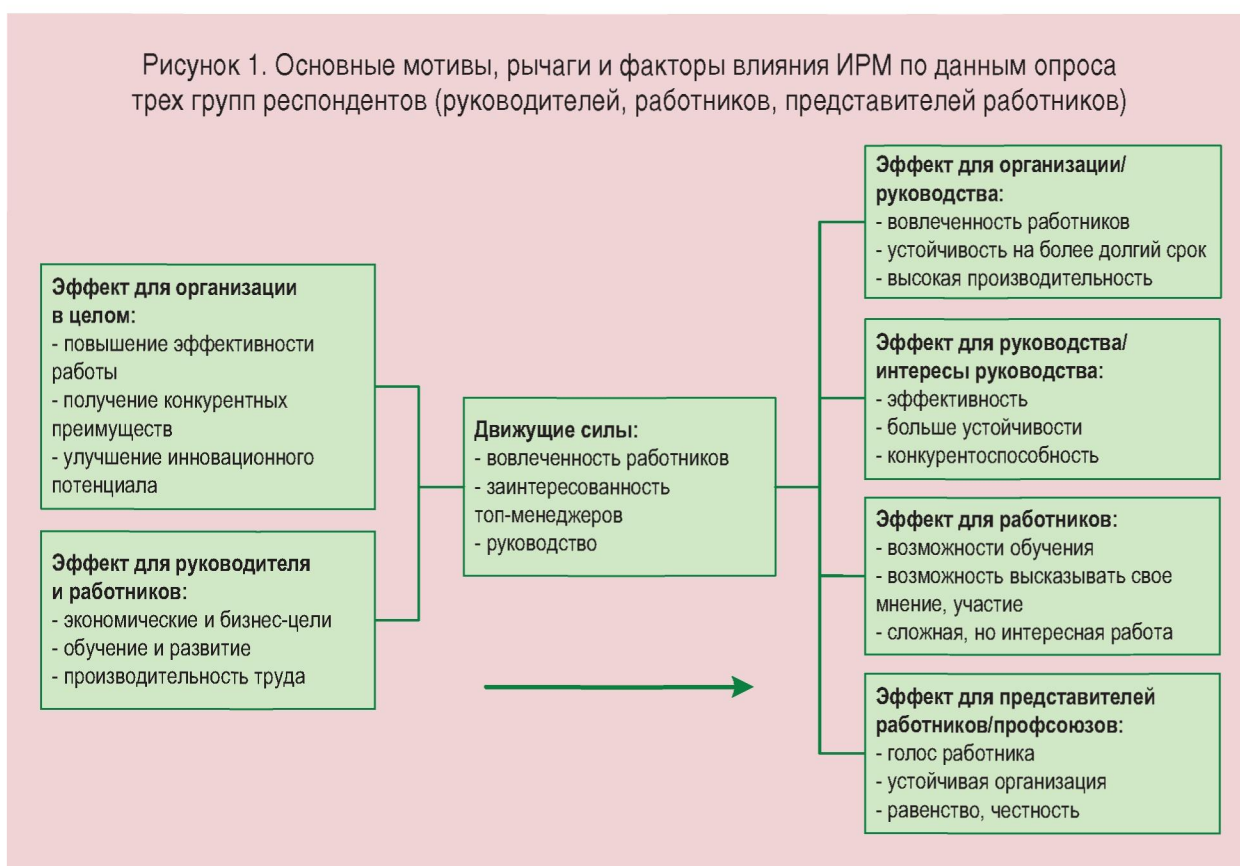 Рисунок 1. Основные мотивы, рычаги и факторы влияния ИРМ по данным опроса
трех групп респондентов (руководителей, работников, представителей работников)
Эффект для организации
в целом:
- повышение эффективности
работы
- получение конкурентных
преимуществ
- улучшение инновационного
потенциала
Эффект для руководителя
и работников:
- экономические и бизнес-цели
- обучение и развитие
- производительность труда
Движущие силы:
- вовлеченность работников
- заинтересованность
топ-менеджеров
- руководство
Эффект для организации/
руководства:
- вовлеченность работников
- устойчивость на более долгий срок
- высокая производительность
Эффект для руководства/
интересы руководства:
- эффективность
- больше устойчивости
- конкурентоспособность
Эффект для работников:
- возможности обучения
- возможность высказывать свое
мнение, участие
- сложная, но интересная работа
Эффект для представителей
работников/профсоюзов:
- голос работника
- устойчивая организация
- равенство, честность